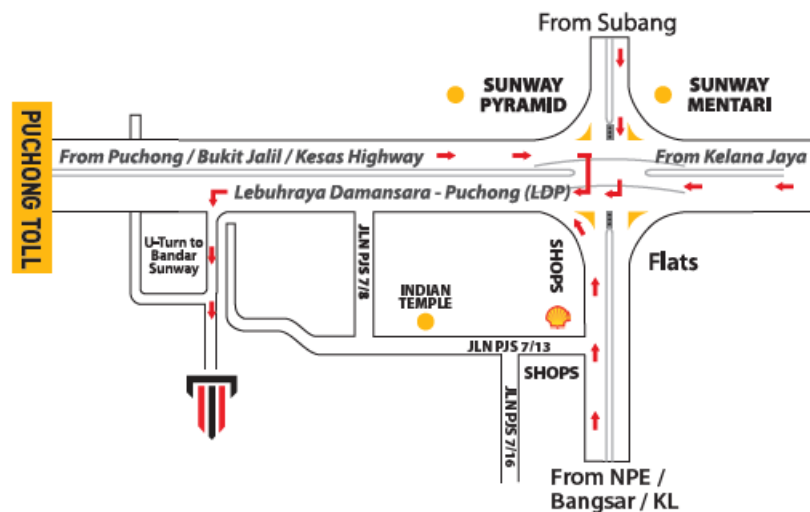 From Subang
SUNWAY
PYRAMID
SUNWAY
MENTARI
PUCHONG TOLL
From Puchong / Bukit Jalil / Kesas Highway
From Kelana Jaya
Lebuhraya Damansara - Puchong (LDP)
U-Turn to
Bandar
Sunway
JLN PJS 7/8
SHOPS
Flats
INDIAN
TEMPLE
JLN PJS 7/13
SHOPS
JLN PJS 7/16
From NPE /
Bangsar / KL